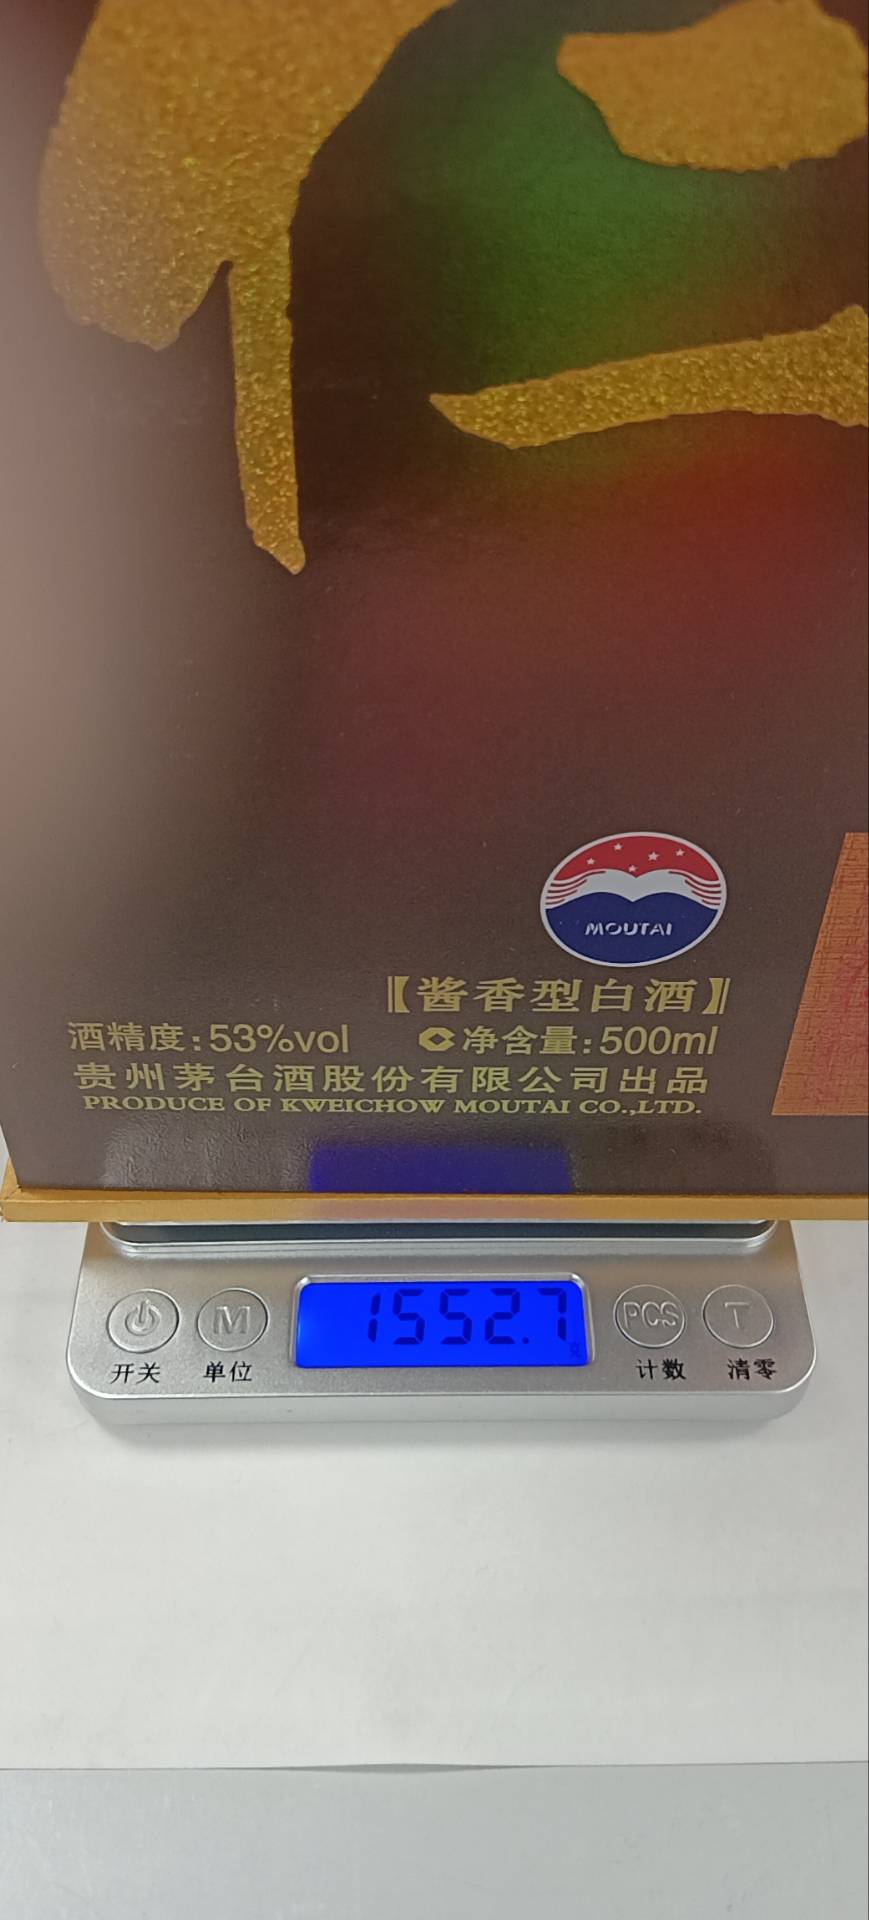 MOUTAI
【酱香型白酒】
酒精度:53%vol 净含量:500ml
贵州茅台酒股份有限公司出品
PRODUCE OF KWEICHOW MOUTAI CO.,LTD.
M 1552.7 PCS T
开关 单位 计数 清零